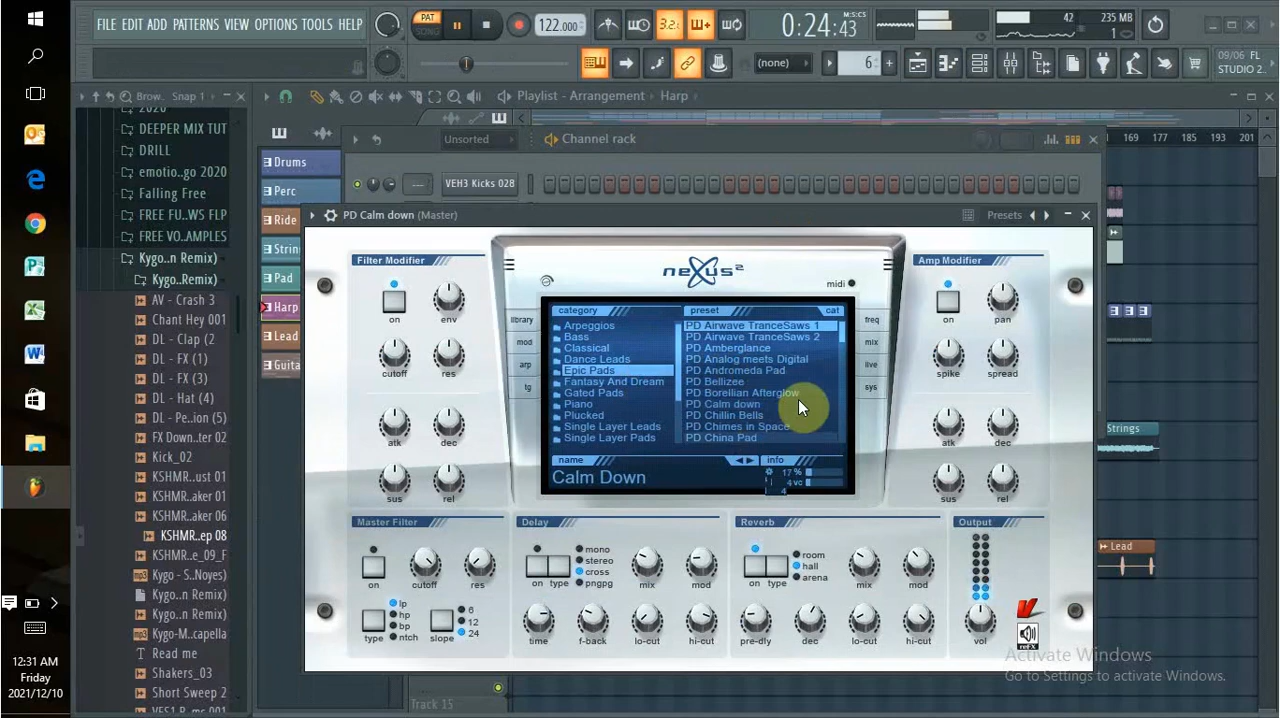 FILE EDIT ADD PATTERNS VIEW OPTIONS TOOLS HELP
PAT
SONG
122.000
3.2.
0:24:43
M:S:CS
42
235 MB
1
(none)
6
09/06 FL
STUDIO 2..
Brow.. Snap 1
Playlist - Arrangement
Harp
2020
DEEPER MIX TUT
DRILL
emotio..go 2020
Falling Free
FREE FU..WS FLP
FREE VO..AMPLES
Kygo..n Remix)
Kygo..Remix)
AV - Crash 3
Chant Hey 001
DL - Clap (2
DL - FX (1)
DL - FX (3)
DL - Hat (4)
DL - Pe..ion (5)
FX Down..ter 02
Kick_02
KSHMR..ust 01
KSHMR..aker 01
KSHMR..aker 06
KSHMR..ep 08
KSHMR..e_09_F
Kygo - S..Noyes)
Kygo..n Remix)
Kygo..n Remix)
Kygo-M..capella
Read me
Shakers_03
Short Sweep 2
VES1 R..ms 001
Drums
Perc
Ride
Strin
Pad
Harp
Lead
Guita
Unsorted
Channel rack
VEH3 Kicks 028
169 177 185 193 201
Strings
Lead
Track 15
PD Calm down (Master)
Presets
Filter Modifier
on
env
cutoff
res
atk
dec
sus
rel
nexus²
midi
library
mod
arp
tg
freq
mix
live
sys
category
Arpeggios
Bass
Classical
Dance Leads
Epic Pads
Fantasy And Dream
Gated Pads
Piano
Plucked
Single Layer Leads
Single Layer Pads
preset
cat
PD Airwave TranceSaws 1
PD Airwave TranceSaws 2
PD Amberglance
PD Analog meets Digital
PD Andromeda Pad
PD Bellizee
PD Borellian Afterglow
PD Calm down
PD Chillin Bells
PD Chimes in Space
PD China Pad
name
Calm Down
info
17 %
4 vc
4
Amp Modifier
on
pan
spike
spread
atk
dec
sus
rel
Master Filter
on
cutoff
res
type
lp
hp
bp
ntch
slope
6
12
24
Delay
on type
mono
stereo
cross
pngpg
mix
mod
time
f-back
lo-cut
hi-cut
Reverb
on type
room
hall
arena
mix
mod
pre-dly
dec
lo-cut
hi-cut
Output
vol
reFX
12:31 AM
Friday
2021/12/10
Activate Windows
Go to Settings to activate Windows.